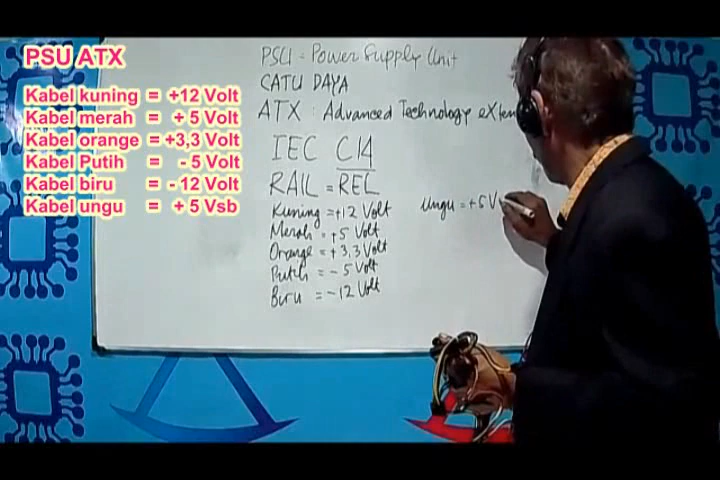 PSU ATX
Kabel kuning = +12 Volt
Kabel merah = + 5 Volt
Kabel orange = +3,3 Volt
Kabel Putih = - 5 Volt
Kabel biru = - 12 Volt
Kabel ungu = + 5 Vsb
PSU = Power Supply Unit
CATU DAYA
ATX : Advanced Technology eXten
IEC C14
RAIL = REL
Kuning = +12 Volt
Merah = +5 Volt
Orange = +3,3 Volt
Putih = - 5 Volt
Biru = -12 Volt
Ungu = +5 V